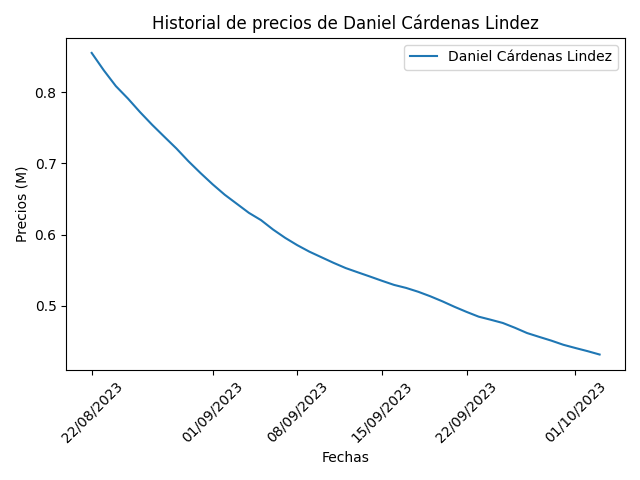 Historial de precios de Daniel Cárdenas Lindez
Daniel Cárdenas Lindez
Precios (M)
0.8
0.7
0.6
0.5
22/08/2023
01/09/2023
08/09/2023
15/09/2023
22/09/2023
01/10/2023
Fechas